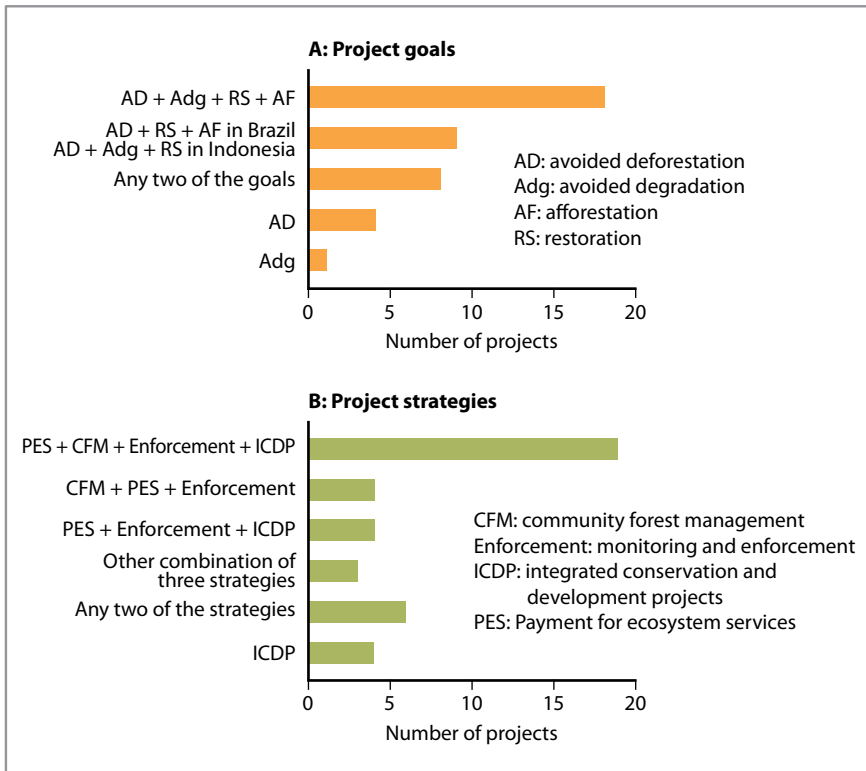 A: Project goals
AD + Adg + RS + AF
AD + RS + AF in Brazil
AD + Adg + RS in Indonesia
Any two of the goals
AD
Adg
AD: avoided deforestation
Adg: avoided degradation
AF: afforestation
RS: restoration
0 5 10 15 20
Number of projects
B: Project strategies
PES + CFM + Enforcement + ICDP
CFM + PES + Enforcement
PES + Enforcement + ICDP
Other combination of
three strategies
Any two of the strategies
ICDP
CFM: community forest management
Enforcement: monitoring and enforcement
ICDP: integrated conservation and
development projects
PES: Payment for ecosystem services
0 5 10 15 20
Number of projects